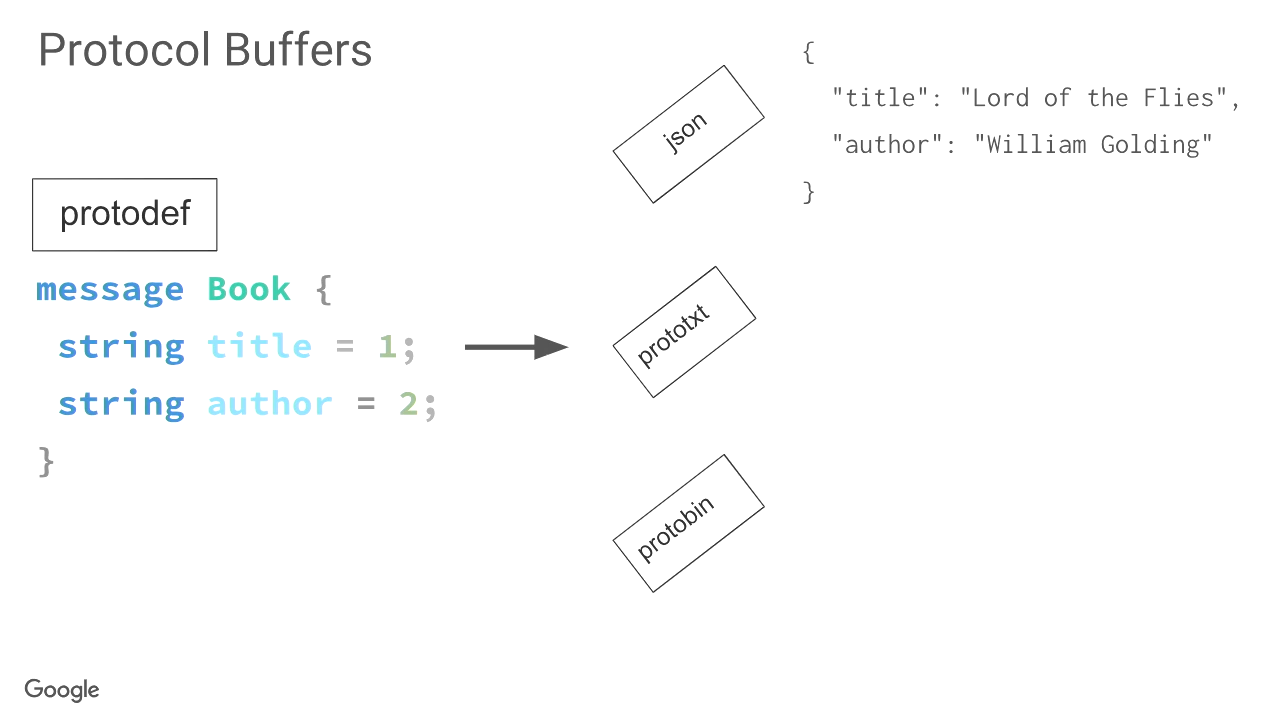 Protocol Buffers
protodef
message Book {
string title = 1;
string author = 2;
}
json
{
"title": "Lord of the Flies",
"author": "William Golding"
}
prototxt
protobin
Google